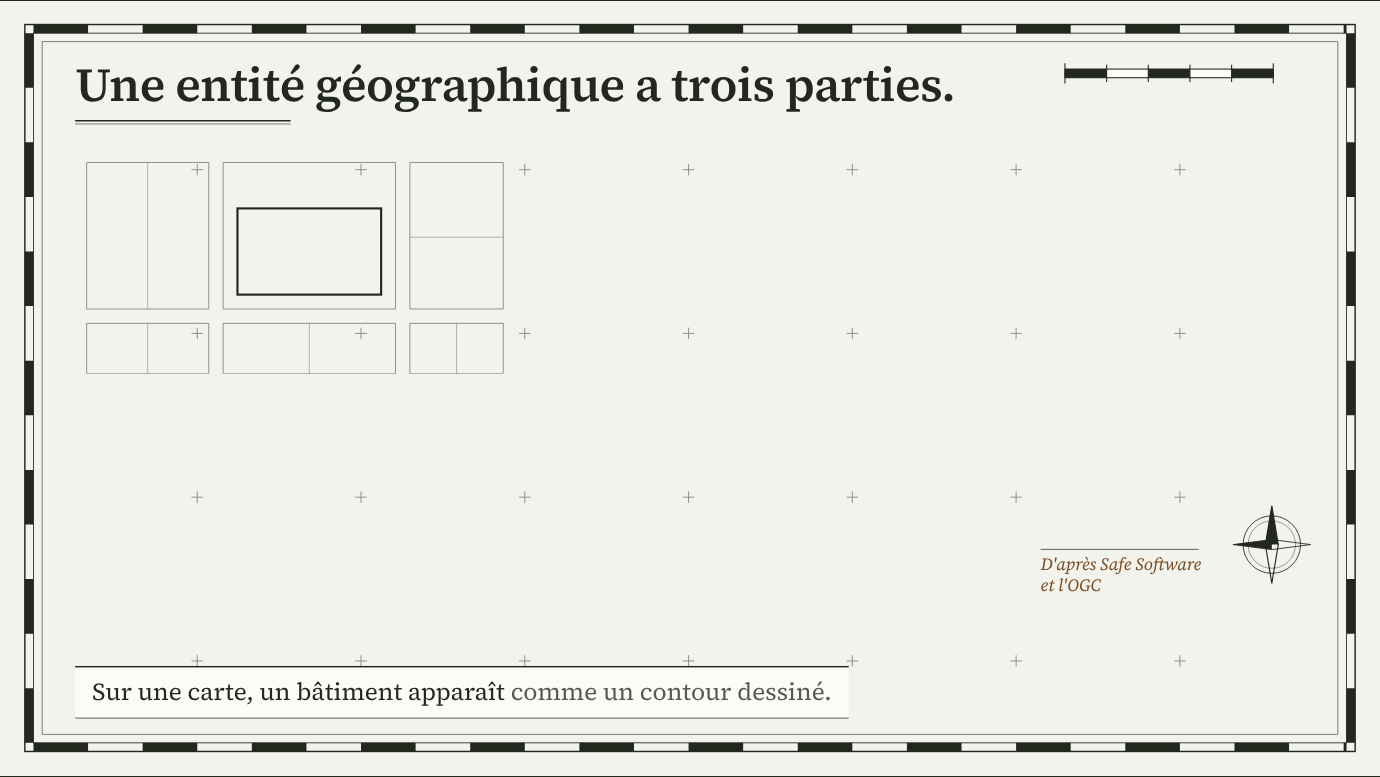 Une entité géographique a trois parties.
D'après Safe Software
et l'OGC
Sur une carte, un bâtiment apparaît comme un contour dessiné.